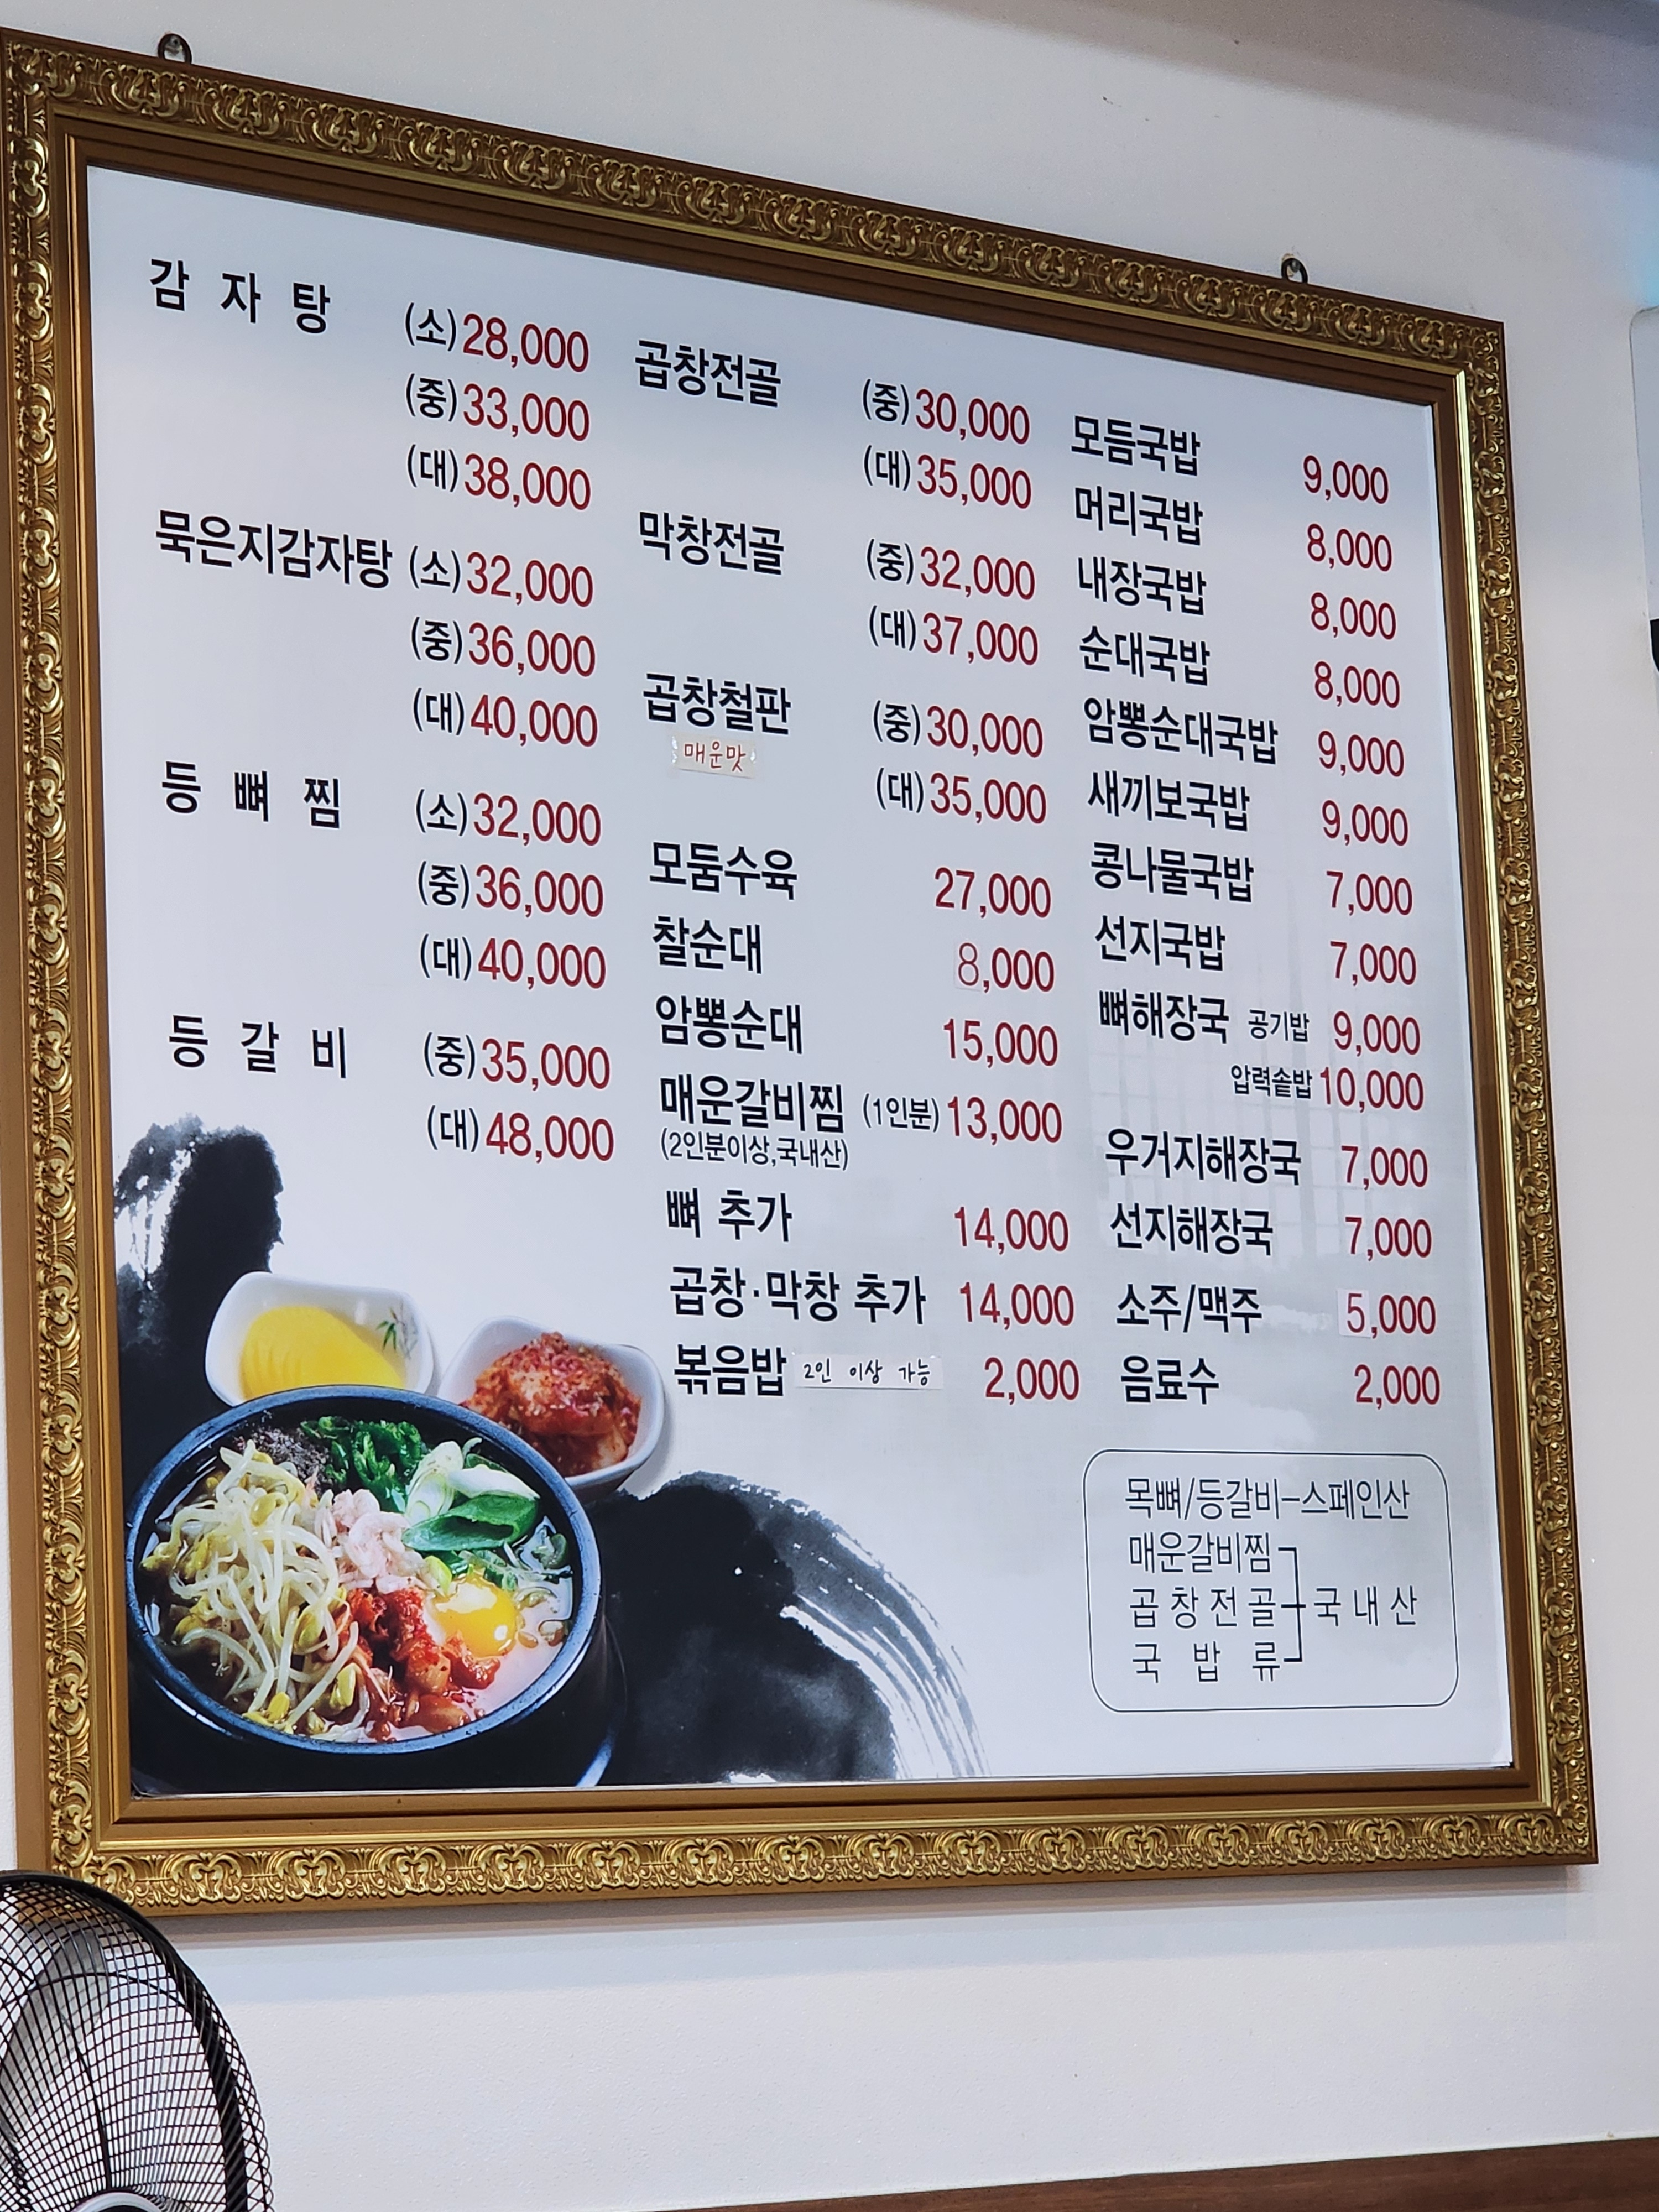 감 자 탕 (소)28,000
(중)33,000
(대)38,000
묵은지감자탕 (소)32,000
(중)36,000
(대)40,000
등 뼈 찜 (소)32,000
(중)36,000
(대)40,000
등 갈 비 (중)35,000
(대)48,000
곱창전골 (중)30,000
(대)35,000
막창전골 (중)32,000
(대)37,000
곱창철판 (중)30,000
매운맛
(대)35,000
모둠수육 27,000
찰순대 8,000
암뽕순대 15,000
매운갈비찜 (1인분)13,000
(2인분이상,국내산)
뼈 추가 14,000
곱창·막창 추가 14,000
볶음밥 2인 이상 가능 2,000
모듬국밥 9,000
머리국밥 8,000
내장국밥 8,000
순대국밥 8,000
암뽕순대국밥 9,000
새끼보국밥 9,000
콩나물국밥 7,000
선지국밥 7,000
뼈해장국 공기밥 9,000
압력솥밥 10,000
우거지해장국 7,000
선지해장국 7,000
소주/맥주 5,000
음료수 2,000
목뼈/등갈비-스페인산
매운갈비찜
곱창전골 국내산
국 밥 류